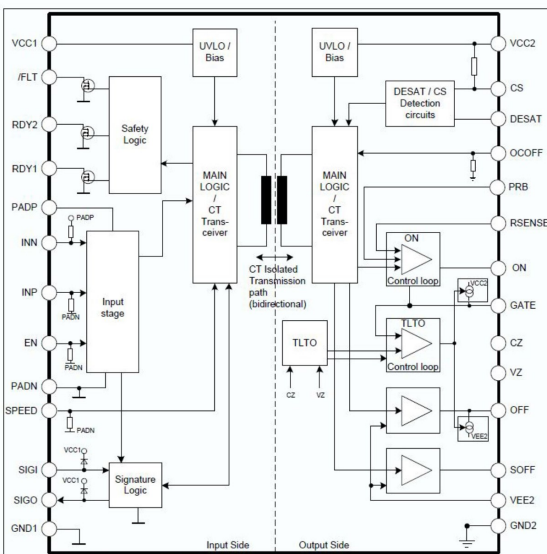 VCC1
/FLT
RDY2
RDY1
PADP
INN
INP
EN
PADN
SPEED
SIGI
SIGO
GND1
UVLO /
Bias
Safety
Logic
MAIN
LOGIC
/
CT
Trans-
ceiver
PADP
PADN
PADN
PADN
Input
stage
VCC1
VCC1
Signature
Logic
CT Isolated
Transmission
path
(bidirectional)
Input Side
Output Side
UVLO /
Bias
MAIN
LOGIC
/
CT
Trans-
ceiver
DESAT / CS
Detection
circuits
ON
Control loop
VCC2
TLTO
CZ
VZ
TLTO
Control loop
VEE2
VCC2
CS
DESAT
OCOFF
PRB
RSENSE
ON
GATE
CZ
VZ
OFF
SOFF
VEE2
GND2